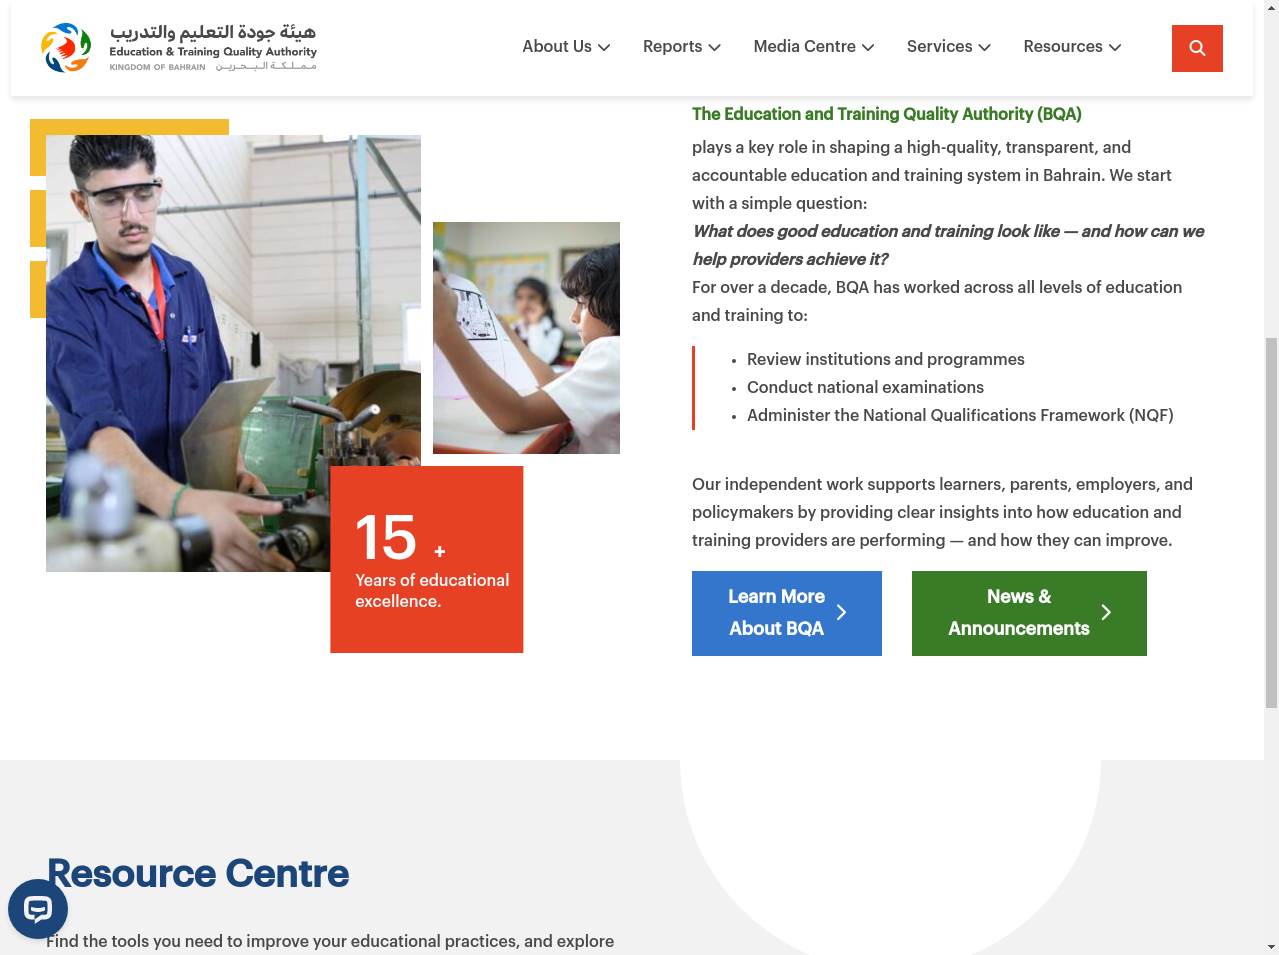 هيئة جودة التعليم والتدريب
Education & Training Quality Authority
KINGDOM OF BAHRAIN مـمـلـكـة الـبـحـريـن
About Us
Reports
Media Centre
Services
Resources
The Education and Training Quality Authority (BQA)
plays a key role in shaping a high-quality, transparent, and
accountable education and training system in Bahrain. We start
with a simple question:
What does good education and training look like — and how can we
help providers achieve it?
For over a decade, BQA has worked across all levels of education
and training to:
• Review institutions and programmes
• Conduct national examinations
• Administer the National Qualifications Framework (NQF)
Our independent work supports learners, parents, employers, and
policymakers by providing clear insights into how education and
training providers are performing — and how they can improve.
15 +
Years of educational
excellence.
Learn More
About BQA
News &
Announcements
Resource Centre
Find the tools you need to improve your educational practices, and explore